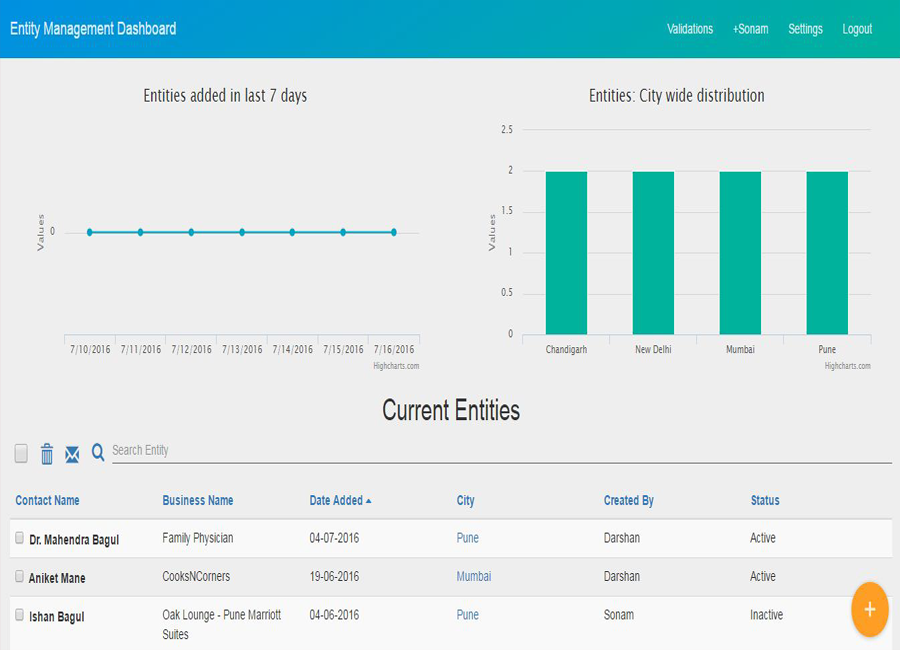 Entity Management Dashboard
Validations +Sonam Settings Logout
Entities added in last 7 days
Values
0
7/10/2016 7/11/2016 7/12/2016 7/13/2016 7/14/2016 7/15/2016 7/16/2016
Highcharts.com
Entities: City wide distribution
Values
2.5
2
1.5
1
0.5
0
Chandigarh New Delhi Mumbai Pune
Highcharts.com
Current Entities
Search Entity
Contact Name Business Name Date Added City Created By Status
Dr. Mahendra Bagul Family Physician 04-07-2016 Pune Darshan Active
Aniket Mane CooksNCorners 19-06-2016 Mumbai Darshan Active
Ishan Bagul Oak Lounge - Pune Marriott 04-06-2016 Pune Sonam Inactive
Suites
+